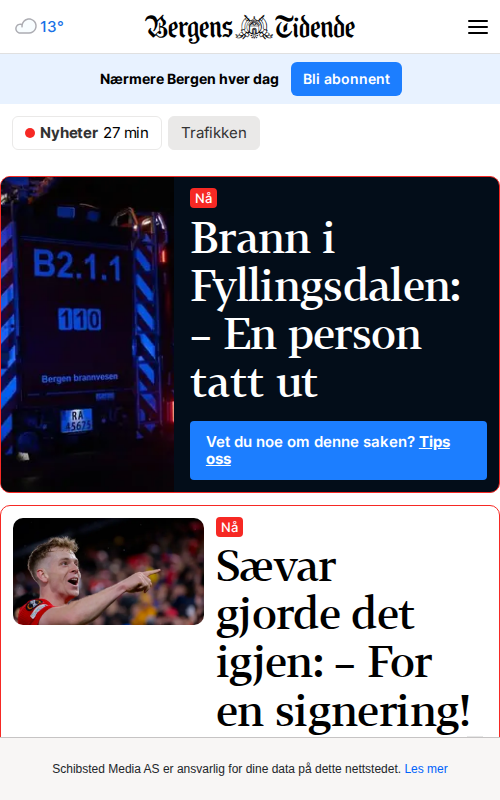 13°
Bergens Tidende
Nærmere Bergen hver dag
Bli abonnent
Nyheter 27 min
Trafikken
Nå
Brann i
Fyllingsdalen:
– En person
tatt ut
B2.1.1
110
Bergen brannvesen
RA
45675
Vet du noe om denne saken? Tips
oss
Nå
Sævar
gjorde det
igjen: – For
en signering!
Schibsted Media AS er ansvarlig for dine data på dette nettstedet. Les mer